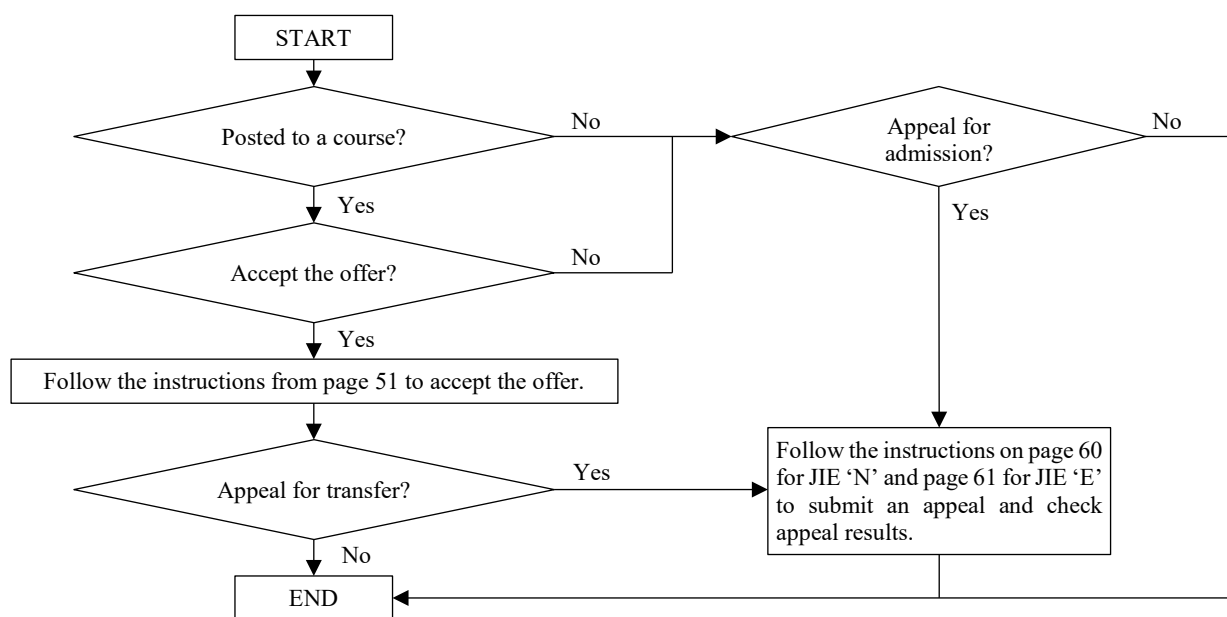 START
Posted to a course?
No
Appeal for
admission?
No
Yes
Yes
Accept the offer?
No
Yes
Follow the instructions from page 51 to accept the offer.
Appeal for transfer?
Yes
Follow the instructions on page 60
for JIE ‘N’ and page 61 for JIE ‘E’
to submit an appeal and check
appeal results.
No
END